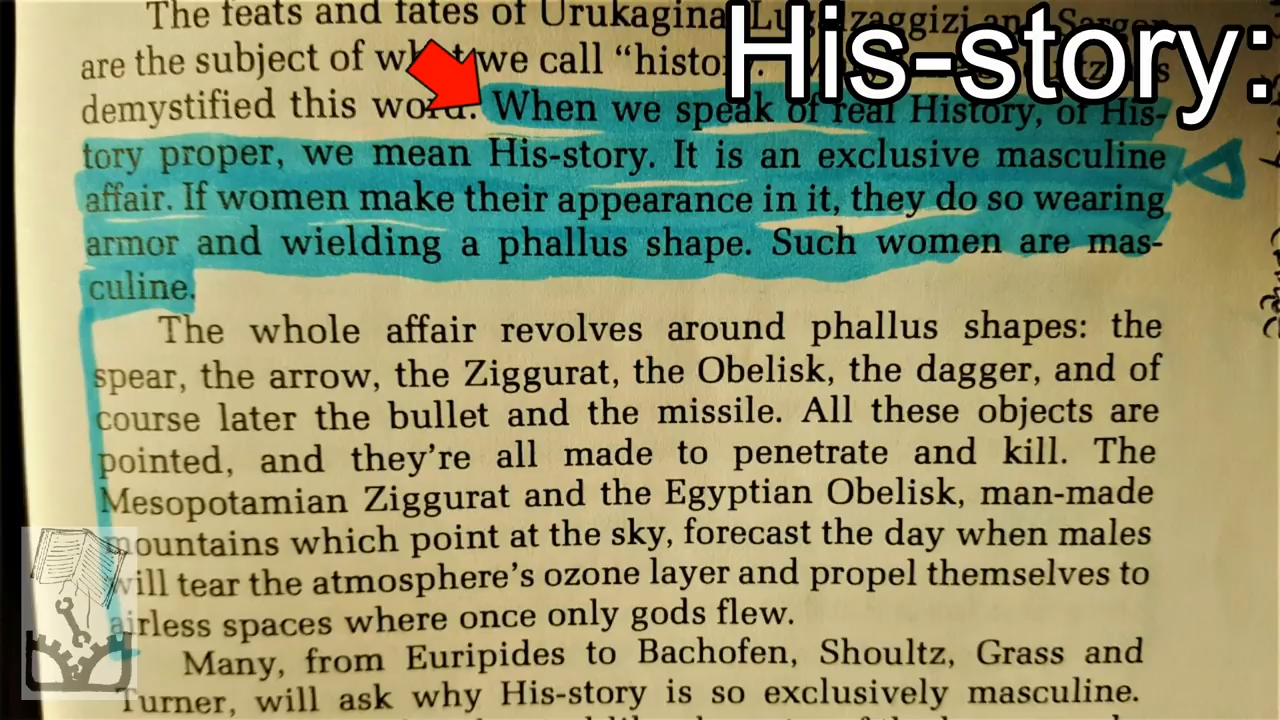 His-story:
The feats and fates of Urukagina
are the subject of what we call "histo
demystified this word. When we speak of real History, of His-
tory proper, we mean His-story. It is an exclusive masculine
affair. If women make their appearance in it, they do so wearing
armor and wielding a phallus shape. Such women are mas-
culine.
The whole affair revolves around phallus shapes: the
spear, the arrow, the Ziggurat, the Obelisk, the dagger, and of
course later the bullet and the missile. All these objects are
pointed, and they're all made to penetrate and kill. The
Mesopotamian Ziggurat and the Egyptian Obelisk, man-made
mountains which point at the sky, forecast the day when males
will tear the atmosphere's ozone layer and propel themselves to
airless spaces where once only gods flew.
Many, from Euripides to Bachofen, Shoultz, Grass and
Turner, will ask why His-story is so exclusively masculine.